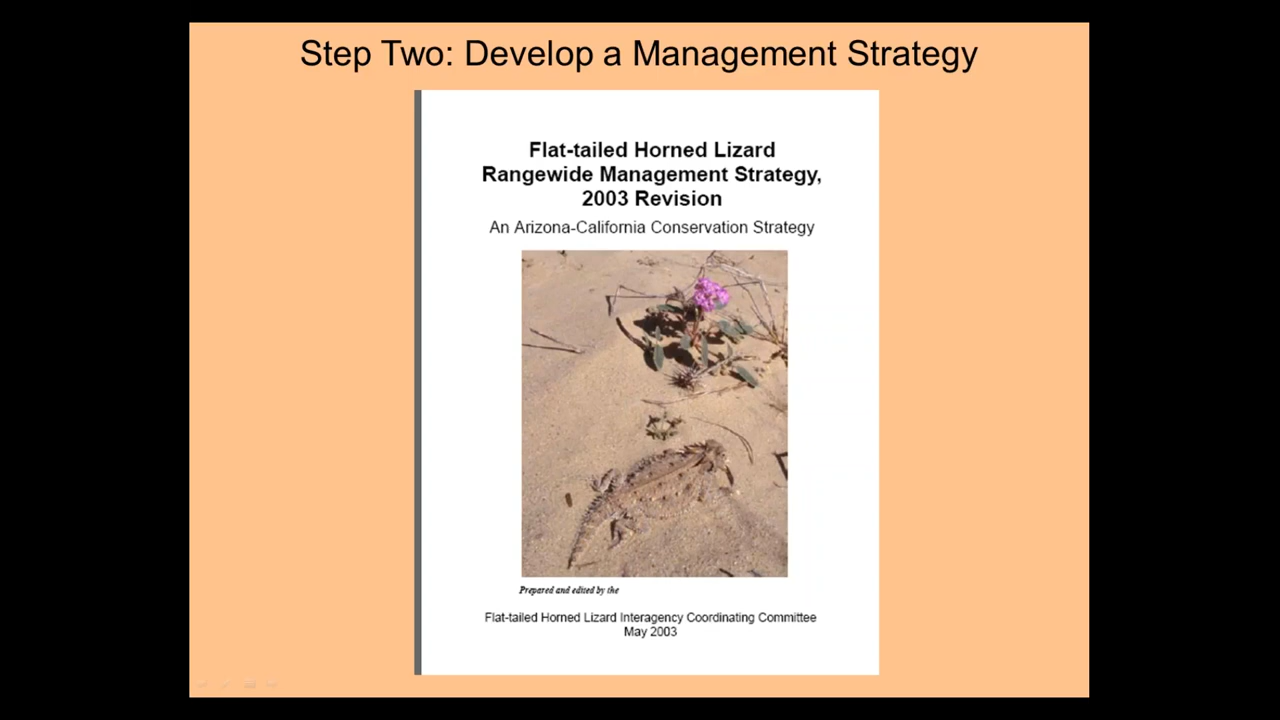 Step Two: Develop a Management Strategy
Flat-tailed Horned Lizard
Rangewide Management Strategy,
2003 Revision
An Arizona-California Conservation Strategy
Prepared and edited by the
Flat-tailed Horned Lizard Interagency Coordinating Committee
May 2003